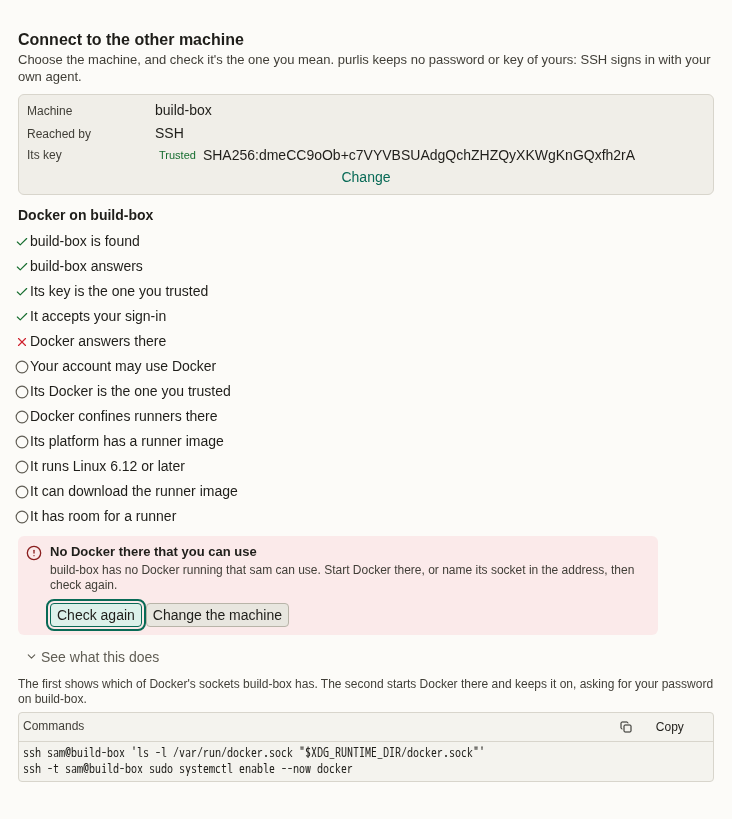 Connect to the other machine
Choose the machine, and check it's the one you mean. purlis keeps no password or key of yours: SSH signs in with your
own agent.
Machine build-box
Reached by SSH
Its key Trusted SHA256:dmeCC9oOb+c7VYVBSUAdgQchZHZQyXKWgKnGQxfh2rA
Change
Docker on build-box
build-box is found
build-box answers
Its key is the one you trusted
It accepts your sign-in
Docker answers there
Your account may use Docker
Its Docker is the one you trusted
Docker confines runners there
Its platform has a runner image
It runs Linux 6.12 or later
It can download the runner image
It has room for a runner
No Docker there that you can use
build-box has no Docker running that sam can use. Start Docker there, or name its socket in the address, then
check again.
Check again Change the machine
See what this does
The first shows which of Docker's sockets build-box has. The second starts Docker there and keeps it on, asking for your password
on build-box.
Commands Copy
ssh sam@build-box 'ls -l /var/run/docker.sock "$XDG_RUNTIME_DIR/docker.sock"'
ssh -t sam@build-box sudo systemctl enable --now docker